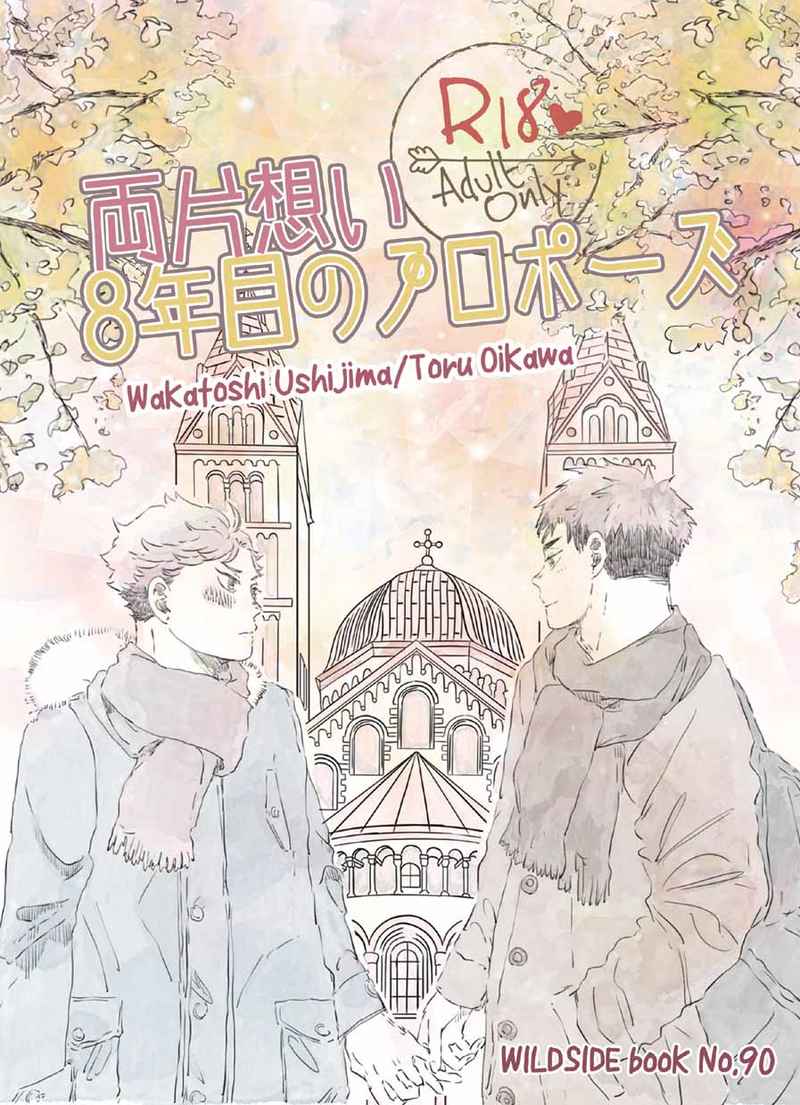 R18
Adult
Only
両片想い
8年目のプロポーズ
Wakatoshi Ushijima/Toru Oikawa
WILDSIDE book No.90